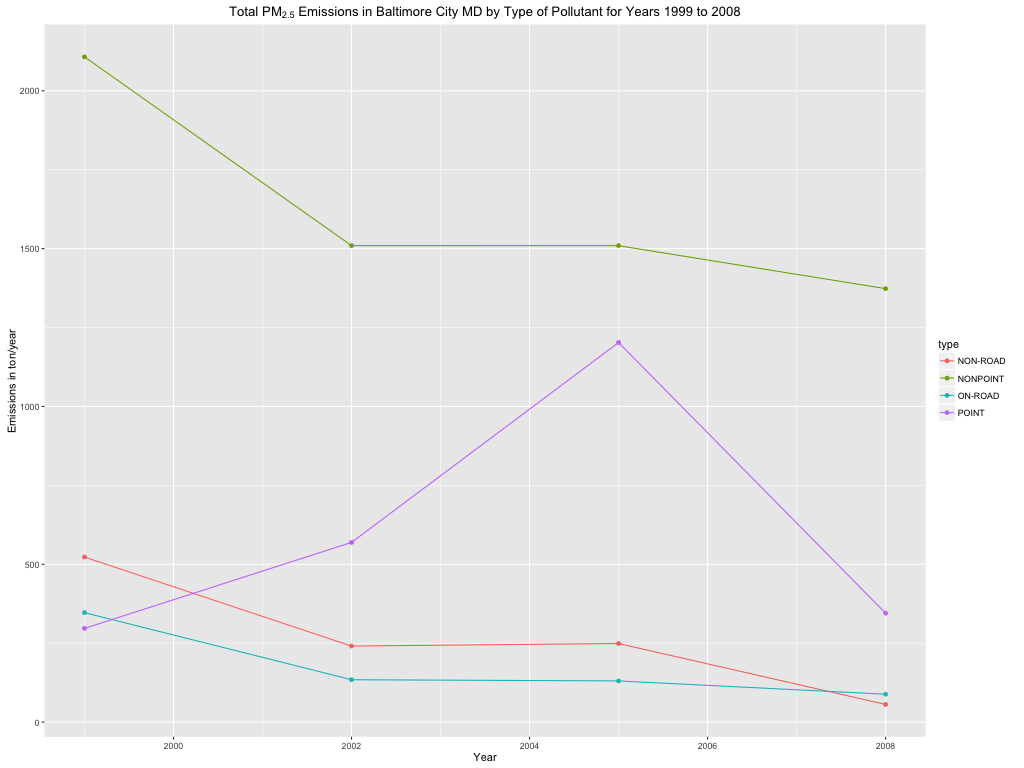 Total PM2.5 Emissions in Baltimore City MD by Type of Pollutant for Years 1999 to 2008
2000
1500
1000
500
0
Emissions in ton/year
2000 2002 2004 2006 2008
Year
type
NON-ROAD
NONPOINT
ON-ROAD
POINT